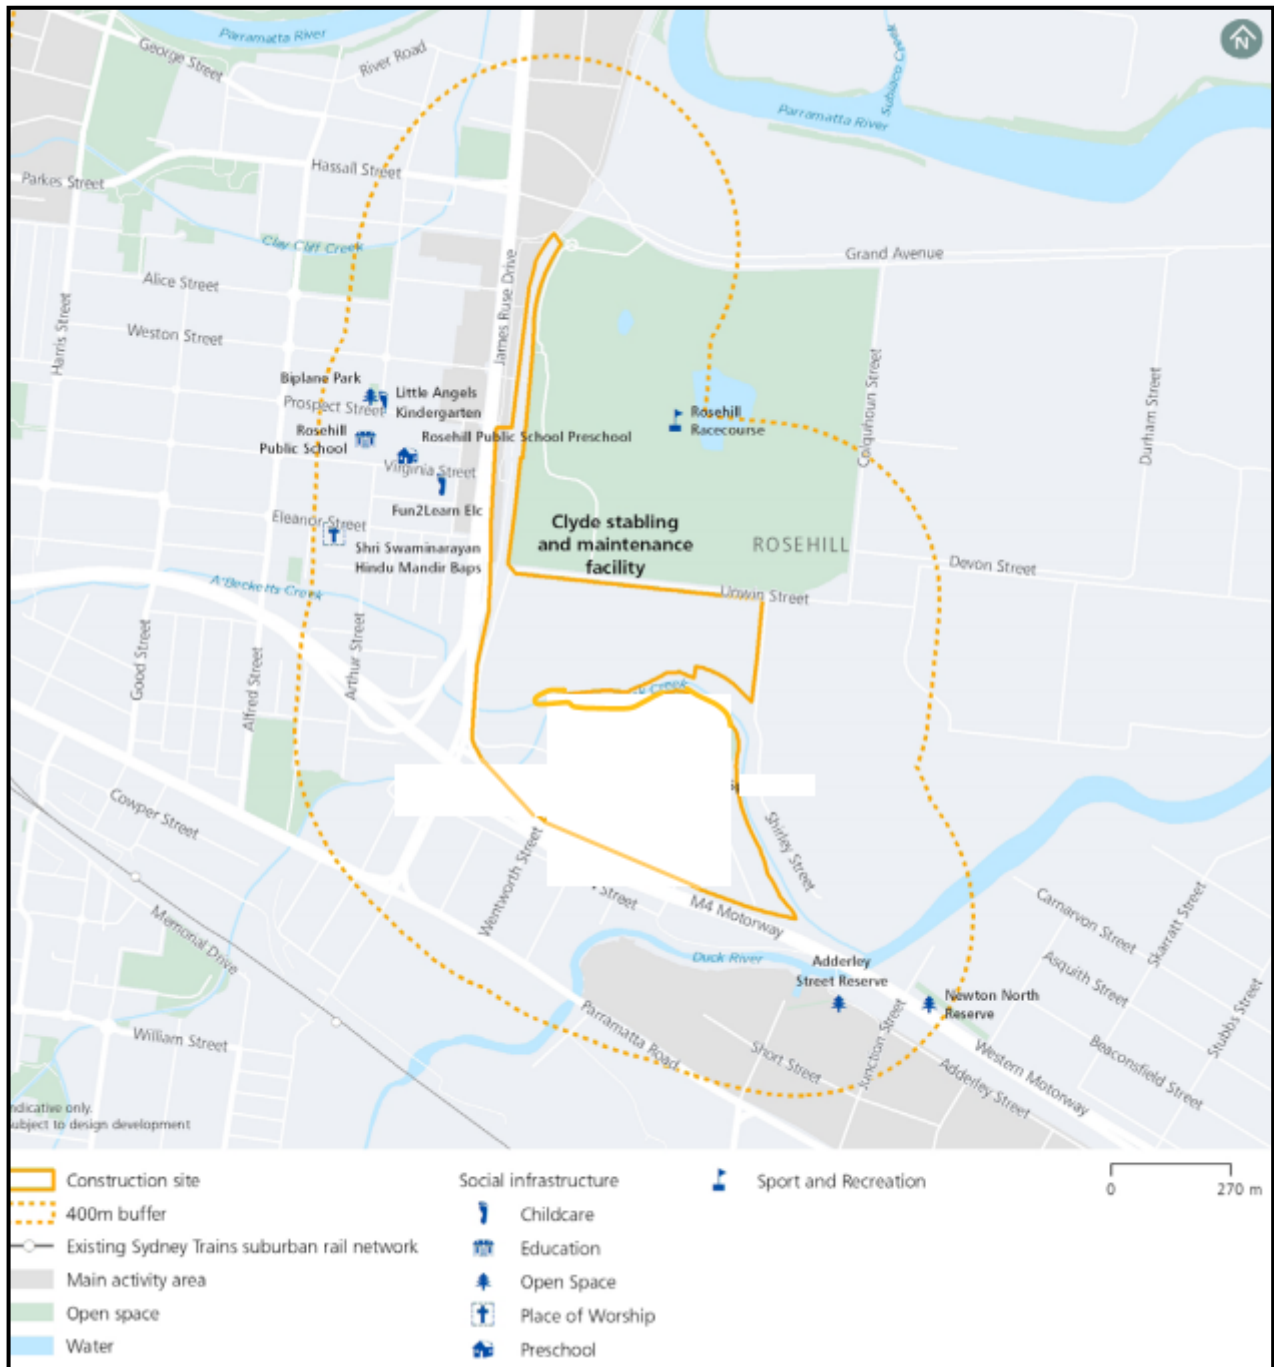 N
Parramatta River
George Street
River Road
Subiaco Creek
Parramatta River
Hassall Street
Parkes Street
Clay Cliff Creek
Grand Avenue
Alice Street
James Ruse Drive
Harris Street
Weston Street
Colquhoun Street
Durham Street
Biplane Park
Little Angels
Kindergarten
Prospect Street
Rosehill
Racecourse
Rosehill
Public School
Rosehill Public School Preschool
Virginia Street
Fun2Learn Elc
Eleanor Street
Clyde stabling
and maintenance
facility
ROSEHILL
Shri Swaminarayan
Hindu Mandir Baps
Devon Street
A'Becketts Creek
Unwin Street
Good Street
Alfred Street
Arthur Street
Creek
Cowper Street
Wentworth Street
Shirley Street
Street
M4 Motorway
Carnarvon Street
Skarratt Street
Memorial Drive
Duck River
Adderley
Street Reserve
Asquith Street
Newton North
Reserve
Stubbs Street
William Street
Parramatta Road
Short Street
Junction Street
Western Motorway
Adderley Street
Beaconsfield Street
ndicative only.
ubject to design development
Construction site
400m buffer
Existing Sydney Trains suburban rail network
Main activity area
Open space
Water
Social infrastructure
Childcare
Education
Open Space
Place of Worship
Preschool
Sport and Recreation
0 270 m